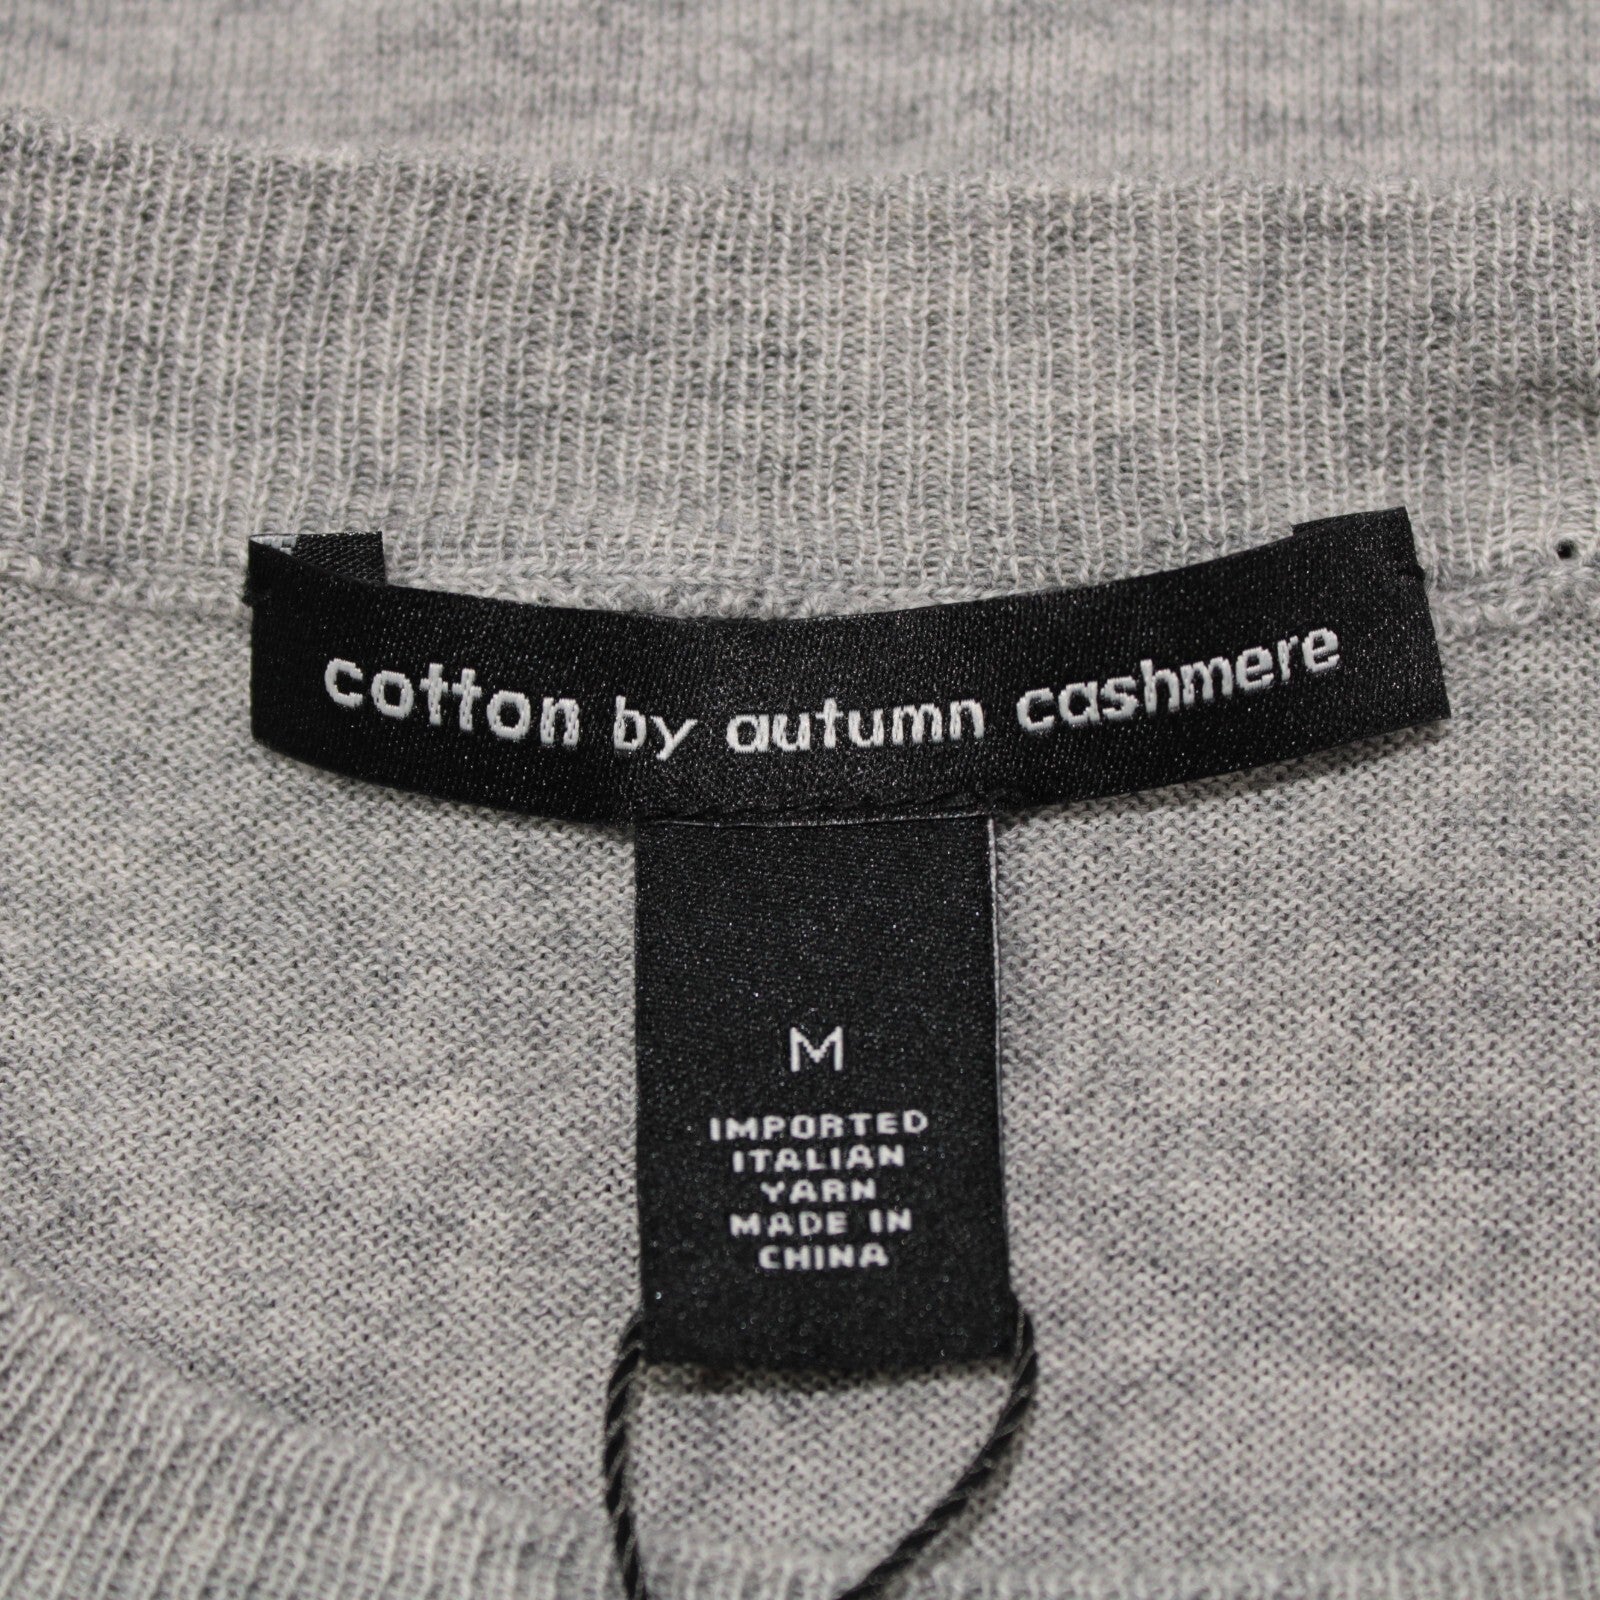 cotton by autumn cashmere
M
IMPORTED
ITALIAN
YARN
MADE IN
CHINA